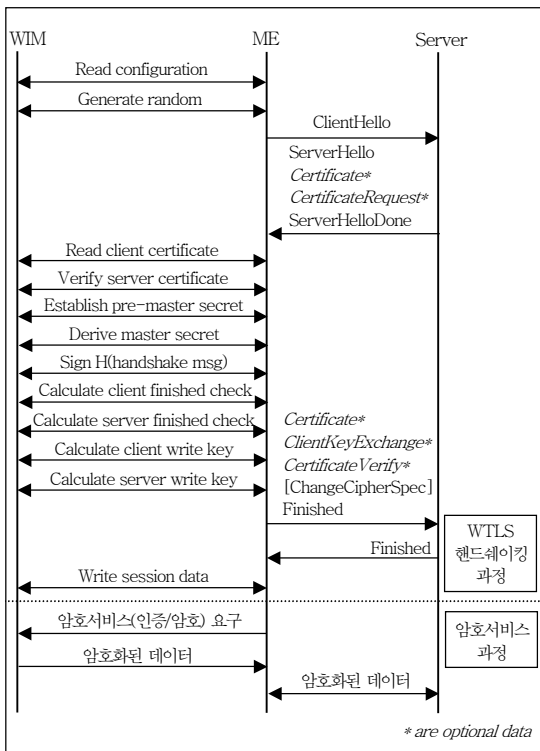 WIM ME Server
Read configuration
Generate random
ClientHello
ServerHello
Certificate*
CertificateRequest*
ServerHelloDone
Read client certificate
Verify server certificate
Establish pre-master secret
Derive master secret
Sign H(handshake msg)
Calculate client finished check
Calculate server finished check
Calculate client write key
Calculate server write key
Certificate*
ClientKeyExchange*
CertificateVerify*
[ChangeCipherSpec]
Finished
Finished
WTLS
핸드쉐이킹
과정
Write session data
암호서비스(인증/암호) 요구
암호화된 데이터
암호화된 데이터
암호서비스
과정
* are optional data